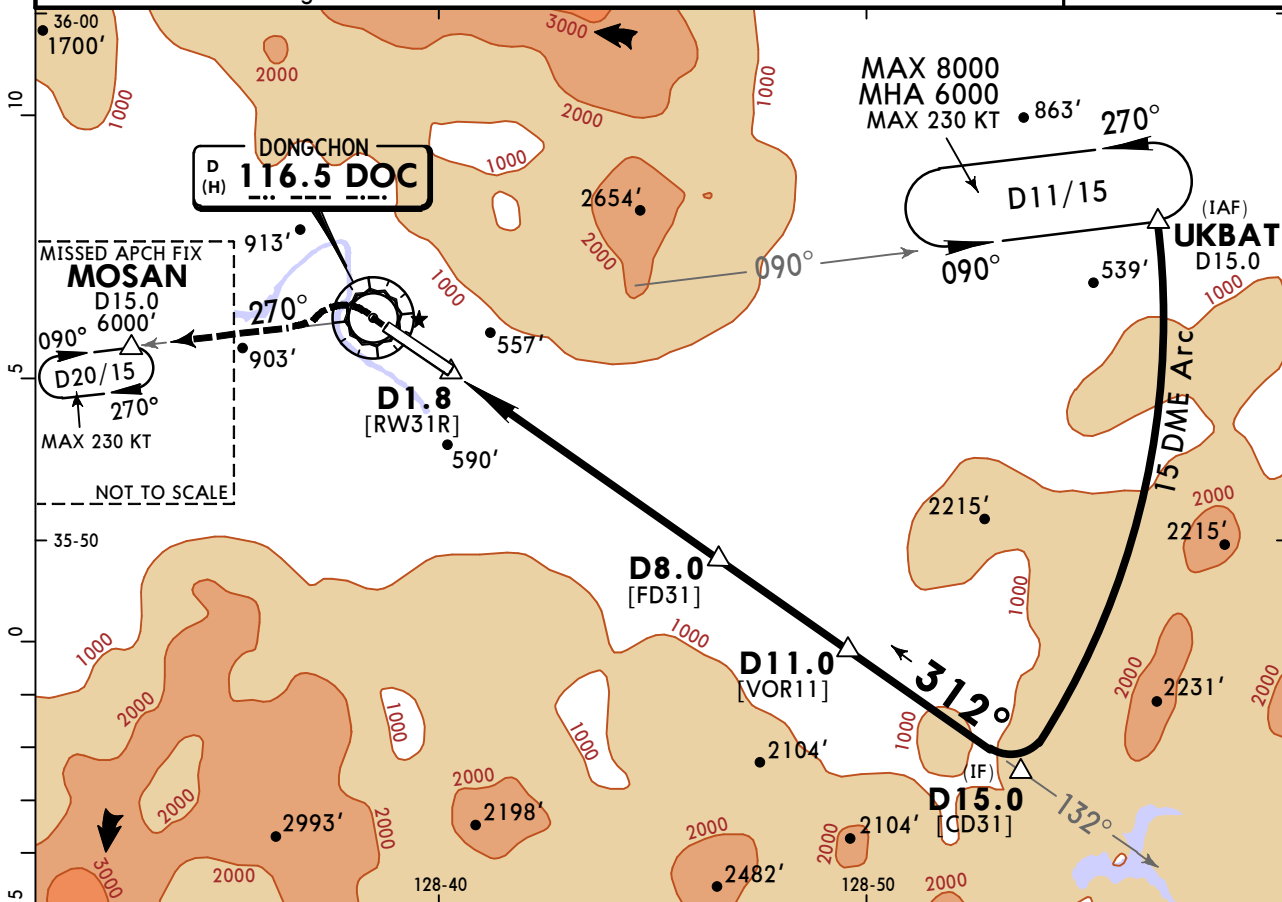 36-00
1700'
1000
2000
3000
2000
1000
MAX 8000
MHA 6000
MAX 230 KT
863'
270°
D11/15
090°
(IAF)
UKBAT
D15.0
539'
1000
10
DONGCHON
D
(H)
116.5 DOC
1000
2654'
2000
090°
913'
1000
MISSED APCH FIX
MOSAN
D15.0
6000'
270°
090°
D20/15
270°
MAX 230 KT
NOT TO SCALE
903'
557'
5
D1.8
[RW31R]
590'
15 DME Arc
2215'
2000
2215'
35-50
D8.0
[FD31]
1000
0
1000
1000
D11.0
[VOR11]
312°
2000
2231'
2000
2000
1000
1000
1000
2104'
(IF)
D15.0
[CD31]
132°
2000
2993'
2000
2000
2198'
2000
2104'
2000
2482'
3000
2000
128-40
128-50
2000
5